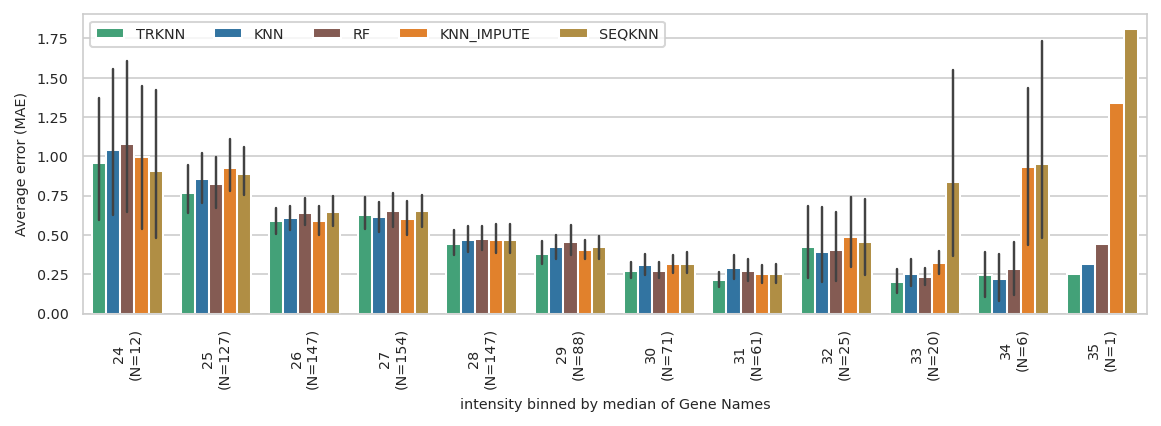 TRKNN KNN RF KNN_IMPUTE SEQKNN
Average error (MAE)
1.75
1.50
1.25
1.00
0.75
0.50
0.25
0.00
24
(N=12)
25
(N=127)
26
(N=147)
27
(N=154)
28
(N=147)
29
(N=88)
30
(N=71)
31
(N=61)
32
(N=25)
33
(N=20)
34
(N=6)
35
(N=1)
intensity binned by median of Gene Names